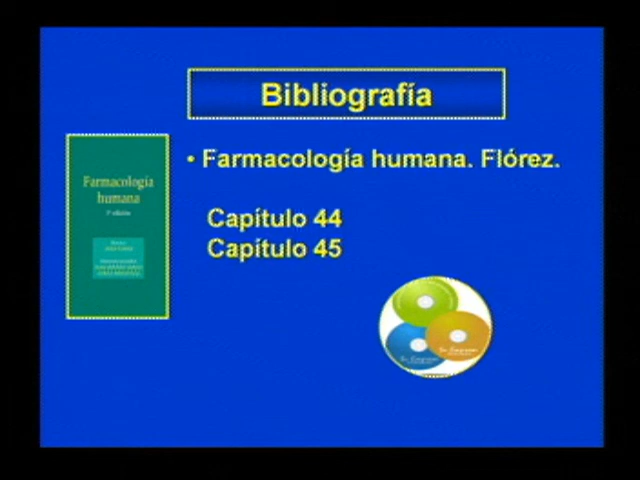 Bibliografía
• Farmacología humana. Flórez.
Capítulo 44
Capítulo 45
Farmacología
humana